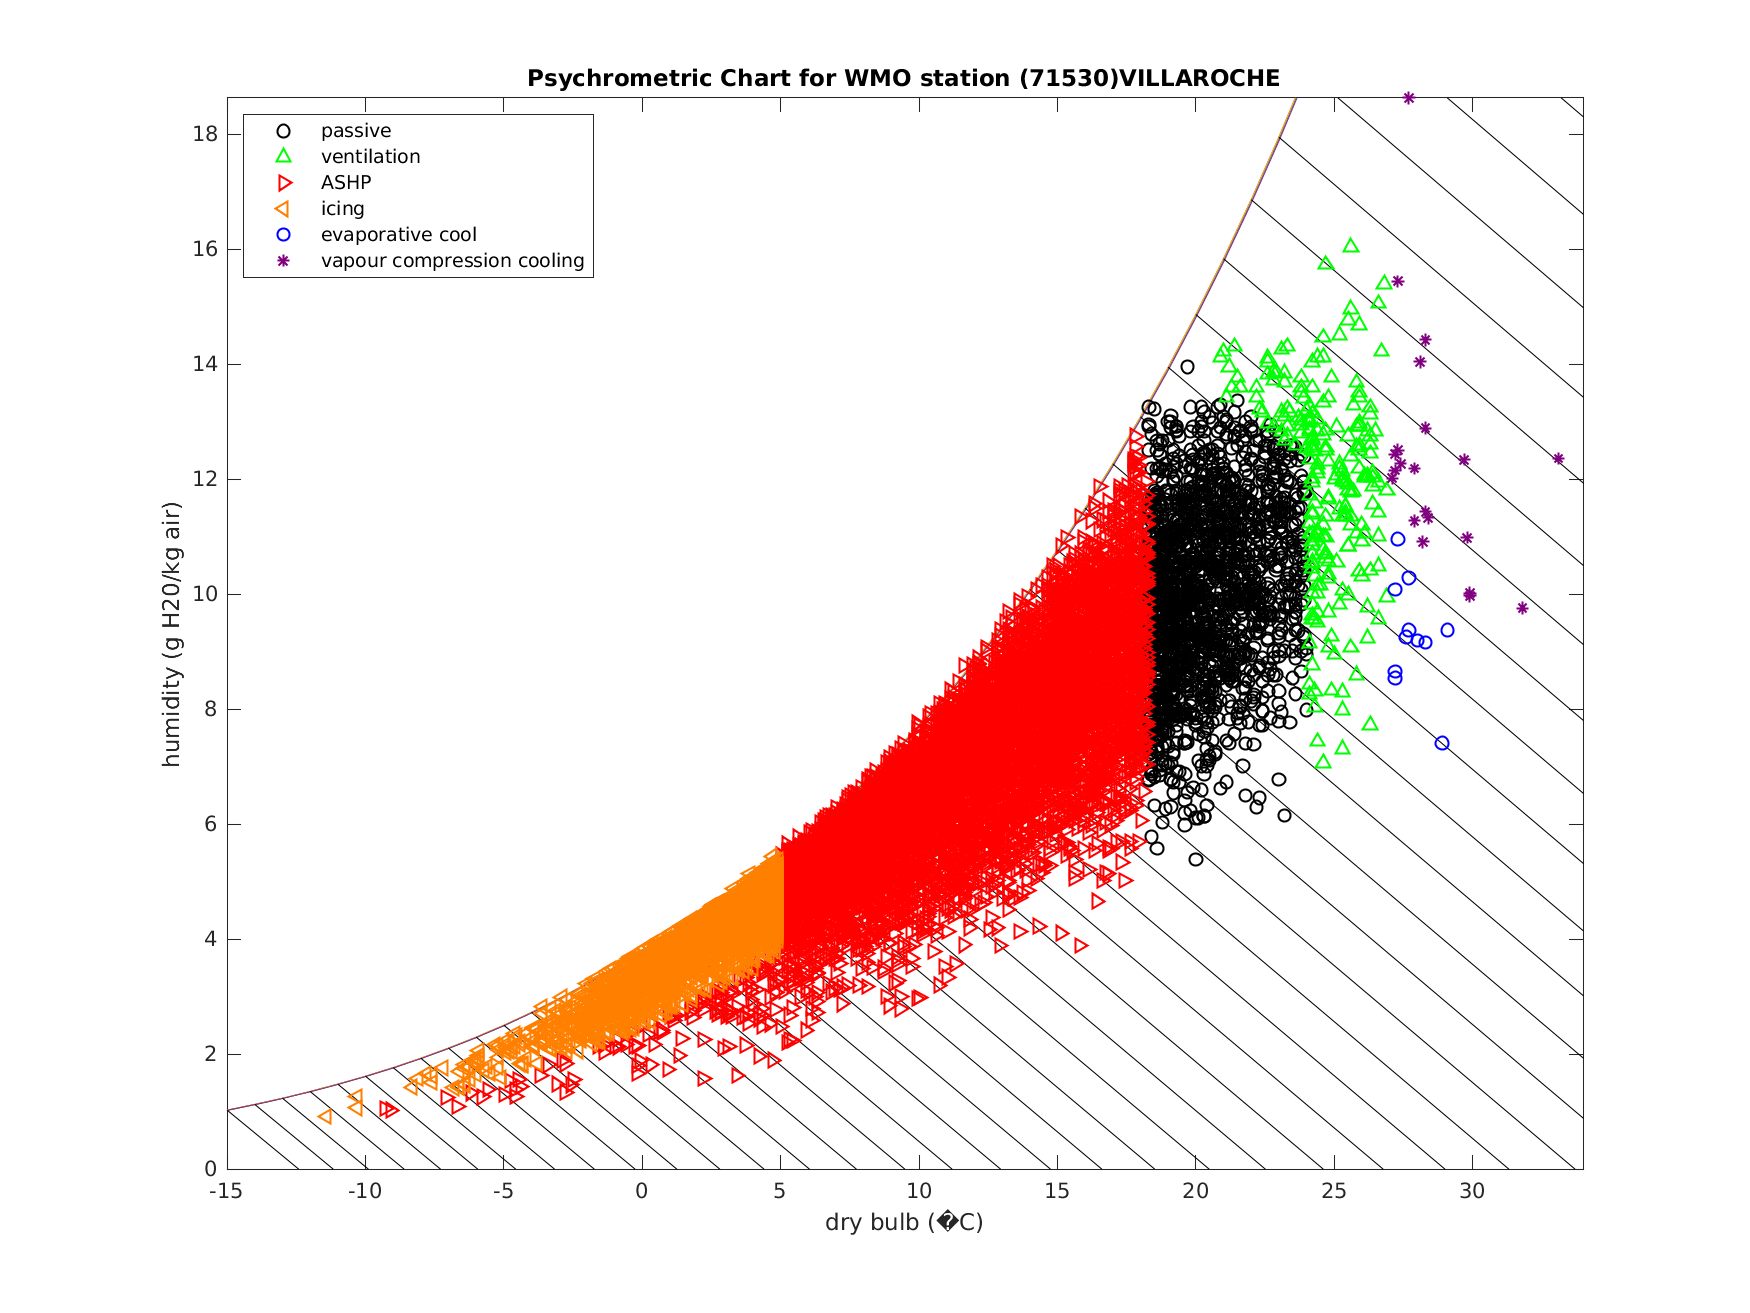 Psychrometric Chart for WMO station (71530)VILLAROCHE
passive
ventilation
ASHP
icing
evaporative cool
vapour compression cooling
18
16
14
12
10
8
6
4
2
0
humidity (g H20/kg air)
-15 -10 -5 0 5 10 15 20 25 30
dry bulb (�C)